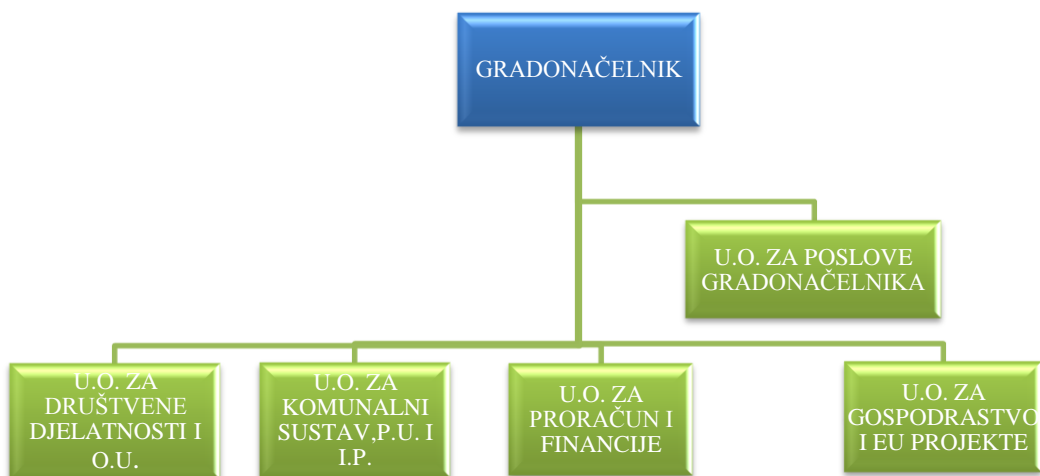 GRADONAČELNIK
U.O. ZA POSLOVE
GRADONAČELNIKA
U.O. ZA
DRUŠTVENE
DJELATNOSTI I
O.U.
U.O. ZA
KOMUNALNI
SUSTAV,P.U. I
I.P.
U.O. ZA
PRORAČUN I
FINANCIJE
U.O. ZA
GOSPODRASTVO
I EU PROJEKTE